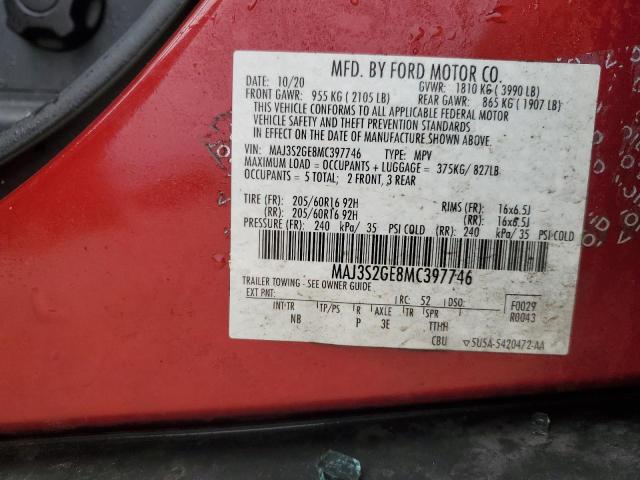 MFD. BY FORD MOTOR CO.
DATE: 10/20 GVWR: 1810 KG ( 3990 LB)
FRONT GAWR: 955 KG ( 2105 LB) REAR GAWR: 865 KG ( 1907 LB)
THIS VEHICLE CONFORMS TO ALL APPLICABLE FEDERAL MOTOR
VEHICLE SAFETY AND THEFT PREVENTION STANDARDS
IN EFFECT ON THE DATE OF MANUFACTURE SHOWN ABOVE.
VIN: MAJ3S2GE8MC397746 TYPE: MPV
MAXIMUM LOAD = OCCUPANTS + LUGGAGE = 375KG/ 827LB
OCCUPANTS = 5 TOTAL; 2 FRONT, 3 REAR
TIRE (FR): 205/60R16 92H RIMS (FR): 16x6.5J
(RR): 205/60R16 92H (RR): 16x6.5J
PRESSURE (FR): 240 kPa/ 35 PSI COLD (RR): 240 kPa/ 35 PSI-COLD
MAJ3S2GE8MC397746
TRAILER TOWING - SEE OWNER GUIDE.
EXT PNT: RC: 52 DSO: F0029
R0043
INT TR TP/PS R AXLE TR SPR
NB P 3E TTHH
CBU ▽5U5A-5420472-AA